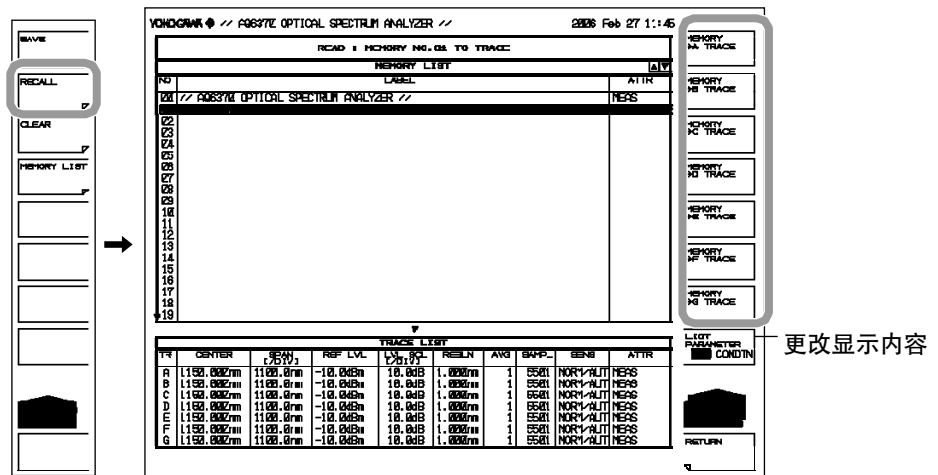 SAVE
RECALL
CLEAR
MEMORY LIST
YOKOGAWA // AQ6370 OPTICAL SPECTRUM ANALYZER // 2006 Feb 27 11:45
READ : MEMORY NO.01 TO TRACE
MEMORY LIST
NO LABEL ATTR
00 // AQ6370 OPTICAL SPECTRUM ANALYZER // MEAS
02
03
04
05
06
07
08
09
10
11
12
13
14
15
16
17
18
19
TRACE LIST
TR CENTER SPAN [/DIV] REF LVL LVL SCL [/DIV] RESLN AVG SAMP_ SENS ATTR
A 1150.000nm 1100.0nm -10.0dBm 10.0dB 1.000nm 1 5501 NORM/AUT MEAS
B 1150.000nm 1100.0nm -10.0dBm 10.0dB 1.000nm 1 5501 NORM/AUT MEAS
C 1150.000nm 1100.0nm -10.0dBm 10.0dB 1.000nm 1 5501 NORM/AUT MEAS
D 1150.000nm 1100.0nm -10.0dBm 10.0dB 1.000nm 1 5501 NORM/AUT MEAS
E 1150.000nm 1100.0nm -10.0dBm 10.0dB 1.000nm 1 5501 NORM/AUT MEAS
F 1150.000nm 1100.0nm -10.0dBm 10.0dB 1.000nm 1 5501 NORM/AUT MEAS
G 1150.000nm 1100.0nm -10.0dBm 10.0dB 1.000nm 1 5501 NORM/AUT MEAS
MEMORY
→A TRACE
MEMORY
→B TRACE
MEMORY
→C TRACE
MEMORY
→D TRACE
MEMORY
→E TRACE
MEMORY
→F TRACE
MEMORY
→G TRACE
LIST
PARAMETER
CONDTN
RETURN
更改显示内容